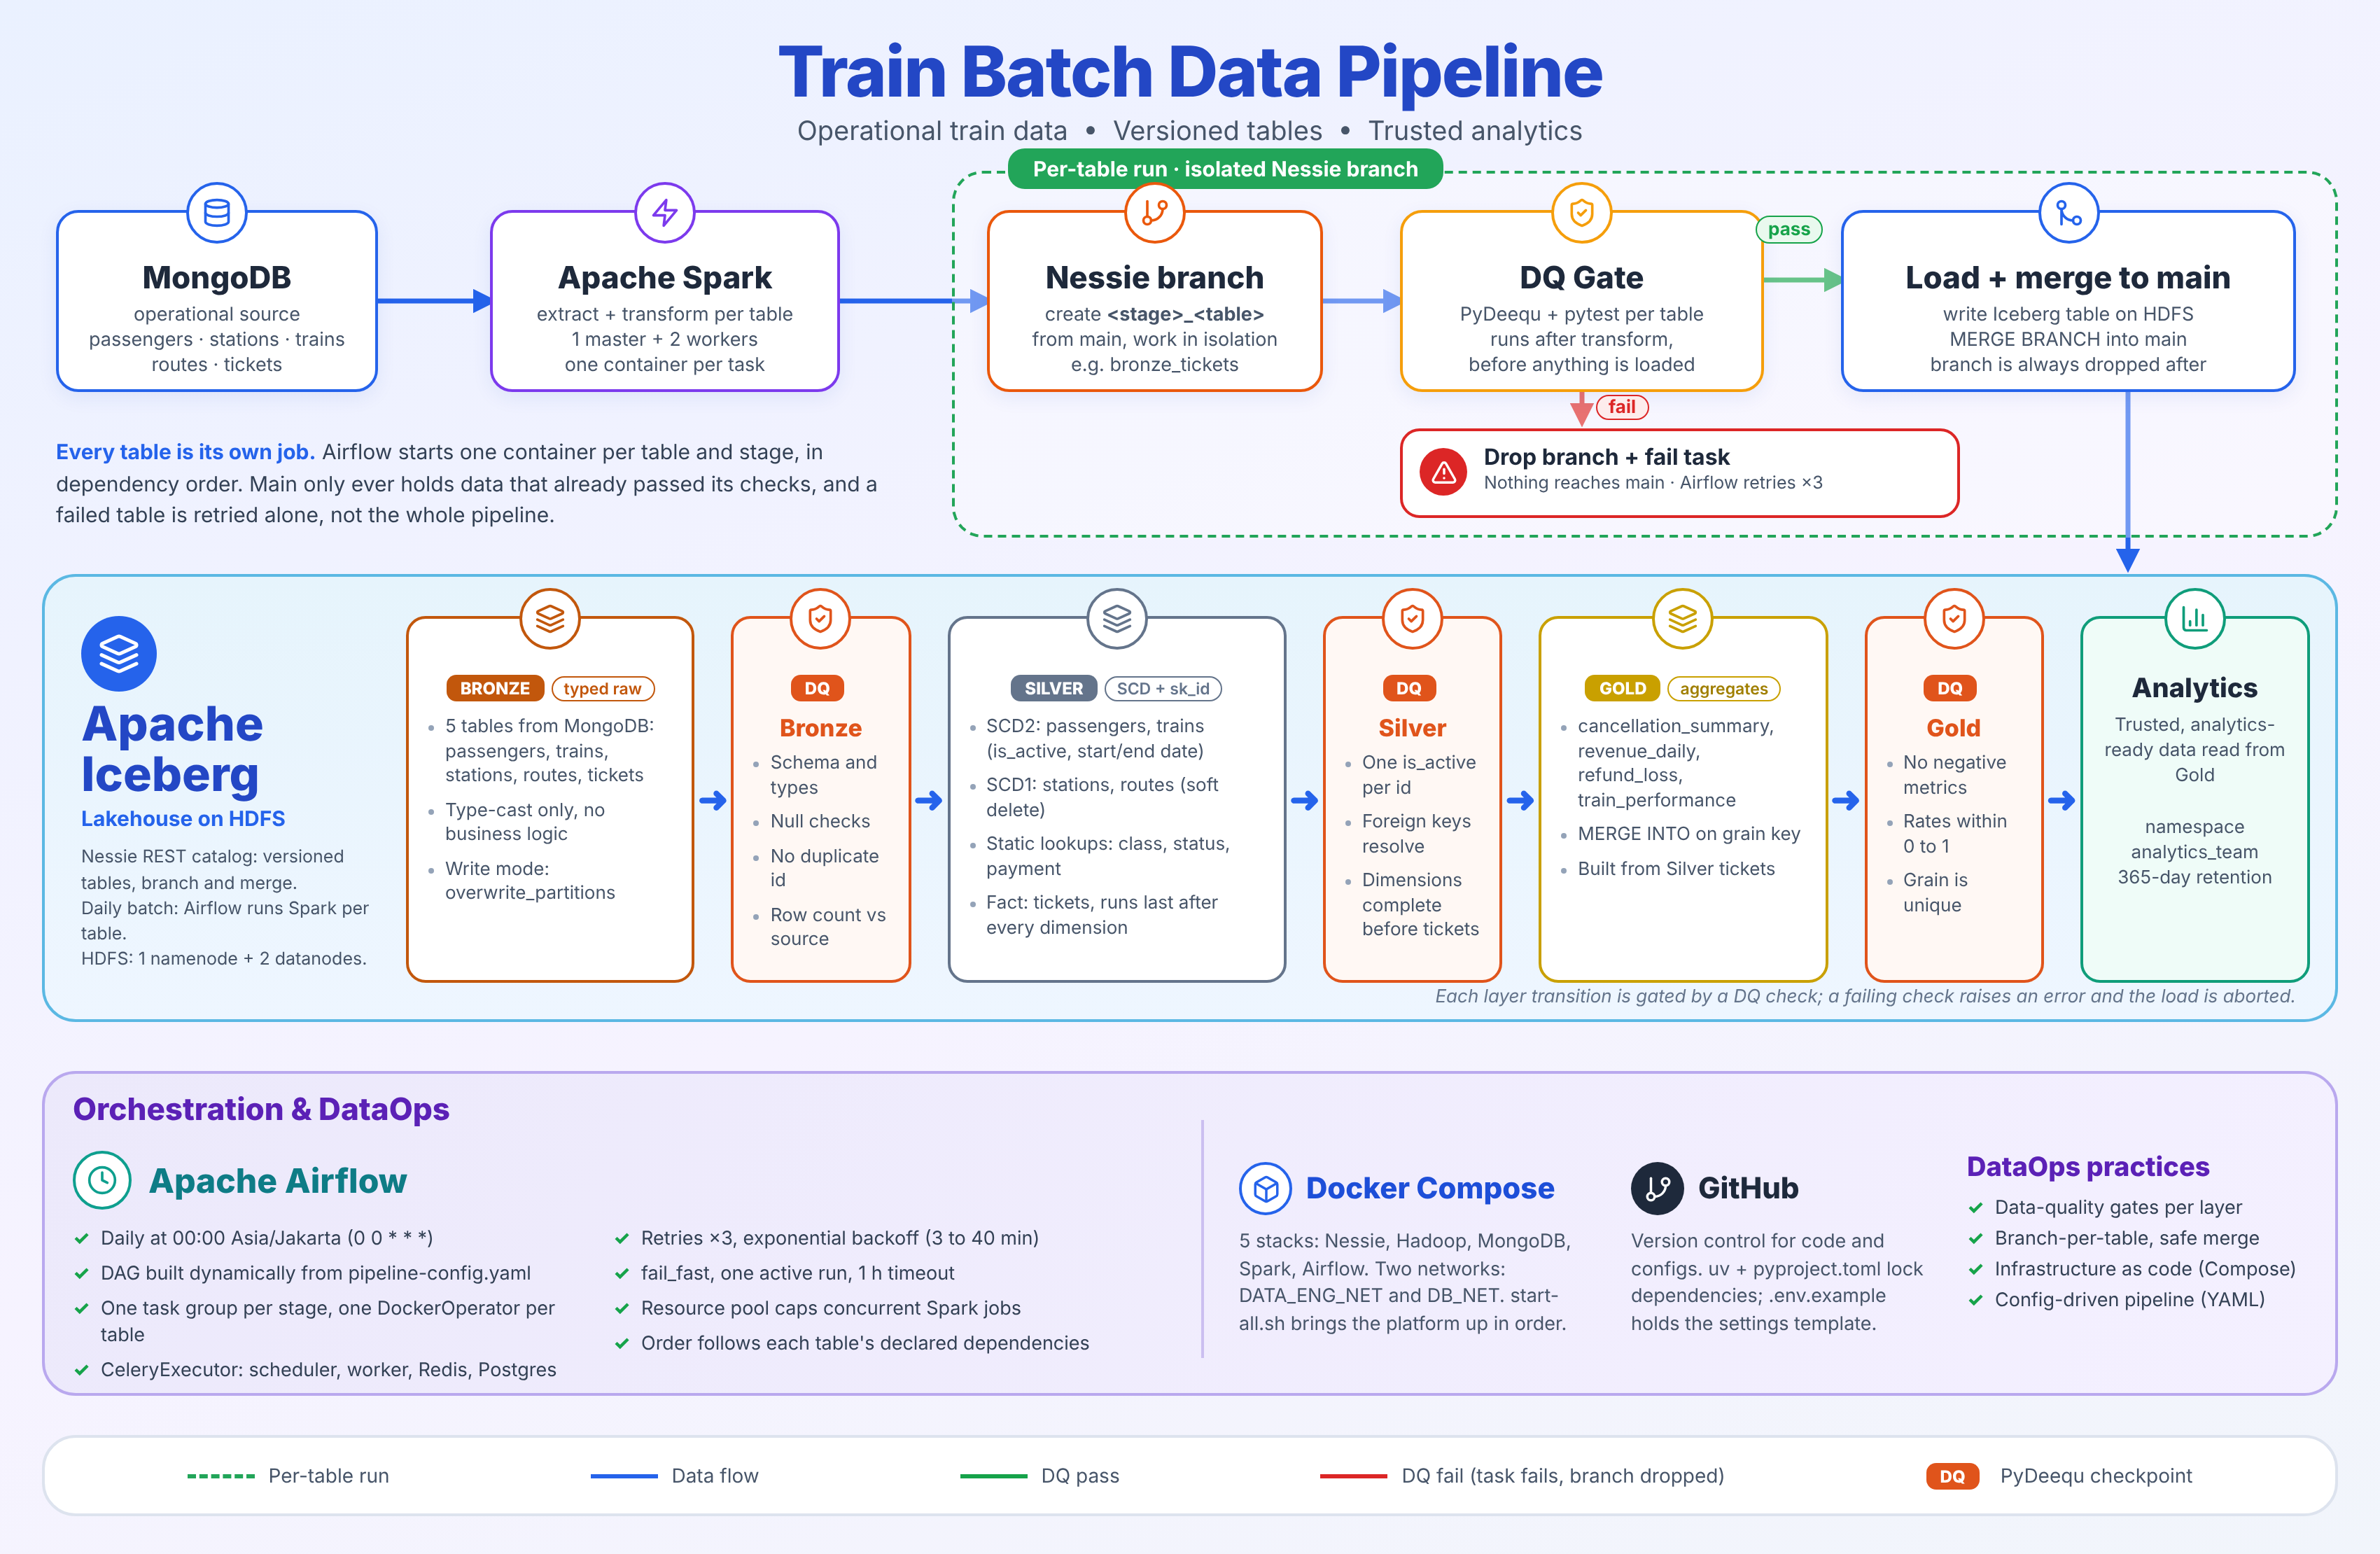 Train Batch Data Pipeline
Operational train data • Versioned tables • Trusted analytics
Per-table run · isolated Nessie branch
MongoDB
operational source
passengers · stations · trains
routes · tickets
Apache Spark
extract + transform per table
1 master + 2 workers
one container per task
Nessie branch
create <stage>_<table>
from main, work in isolation
e.g. bronze_tickets
DQ Gate
PyDeequ + pytest per table
runs after transform,
before anything is loaded
pass
Load + merge to main
write Iceberg table on HDFS
MERGE BRANCH into main
branch is always dropped after
fail
Drop branch + fail task
Nothing reaches main · Airflow retries ×3
Every table is its own job. Airflow starts one container per table and stage, in
dependency order. Main only ever holds data that already passed its checks, and a
failed table is retried alone, not the whole pipeline.
Apache
Iceberg
Lakehouse on HDFS
Nessie REST catalog: versioned
tables, branch and merge.
Daily batch: Airflow runs Spark per
table.
HDFS: 1 namenode + 2 datanodes.
BRONZE typed raw
• 5 tables from MongoDB:
passengers, trains,
stations, routes, tickets
• Type-cast only, no
business logic
• Write mode:
overwrite_partitions
DQ
Bronze
• Schema and
types
• Null checks
• No duplicate
id
• Row count vs
source
SILVER SCD + sk_id
• SCD2: passengers, trains
(is_active, start/end date)
• SCD1: stations, routes (soft
delete)
• Static lookups: class, status,
payment
• Fact: tickets, runs last after
every dimension
DQ
Silver
• One is_active
per id
• Foreign keys
resolve
• Dimensions
complete
before tickets
GOLD aggregates
• cancellation_summary,
revenue_daily,
refund_loss,
train_performance
• MERGE INTO on grain key
• Built from Silver tickets
DQ
Gold
• No negative
metrics
• Rates within
0 to 1
• Grain is
unique
Analytics
Trusted, analytics-
ready data read from
Gold
namespace
analytics_team
365-day retention
Each layer transition is gated by a DQ check; a failing check raises an error and the load is aborted.
Orchestration & DataOps
Apache Airflow
Daily at 00:00 Asia/Jakarta (0 0 * * *)
DAG built dynamically from pipeline-config.yaml
One task group per stage, one DockerOperator per
table
CeleryExecutor: scheduler, worker, Redis, Postgres
Retries ×3, exponential backoff (3 to 40 min)
fail_fast, one active run, 1 h timeout
Resource pool caps concurrent Spark jobs
Order follows each table's declared dependencies
Docker Compose
5 stacks: Nessie, Hadoop, MongoDB,
Spark, Airflow. Two networks:
DATA_ENG_NET and DB_NET. start-
all.sh brings the platform up in order.
GitHub
Version control for code and
configs. uv + pyproject.toml lock
dependencies; .env.example
holds the settings template.
DataOps practices
Data-quality gates per layer
Branch-per-table, safe merge
Infrastructure as code (Compose)
Config-driven pipeline (YAML)
Per-table run
Data flow
DQ pass
DQ fail (task fails, branch dropped)
DQ PyDeequ checkpoint